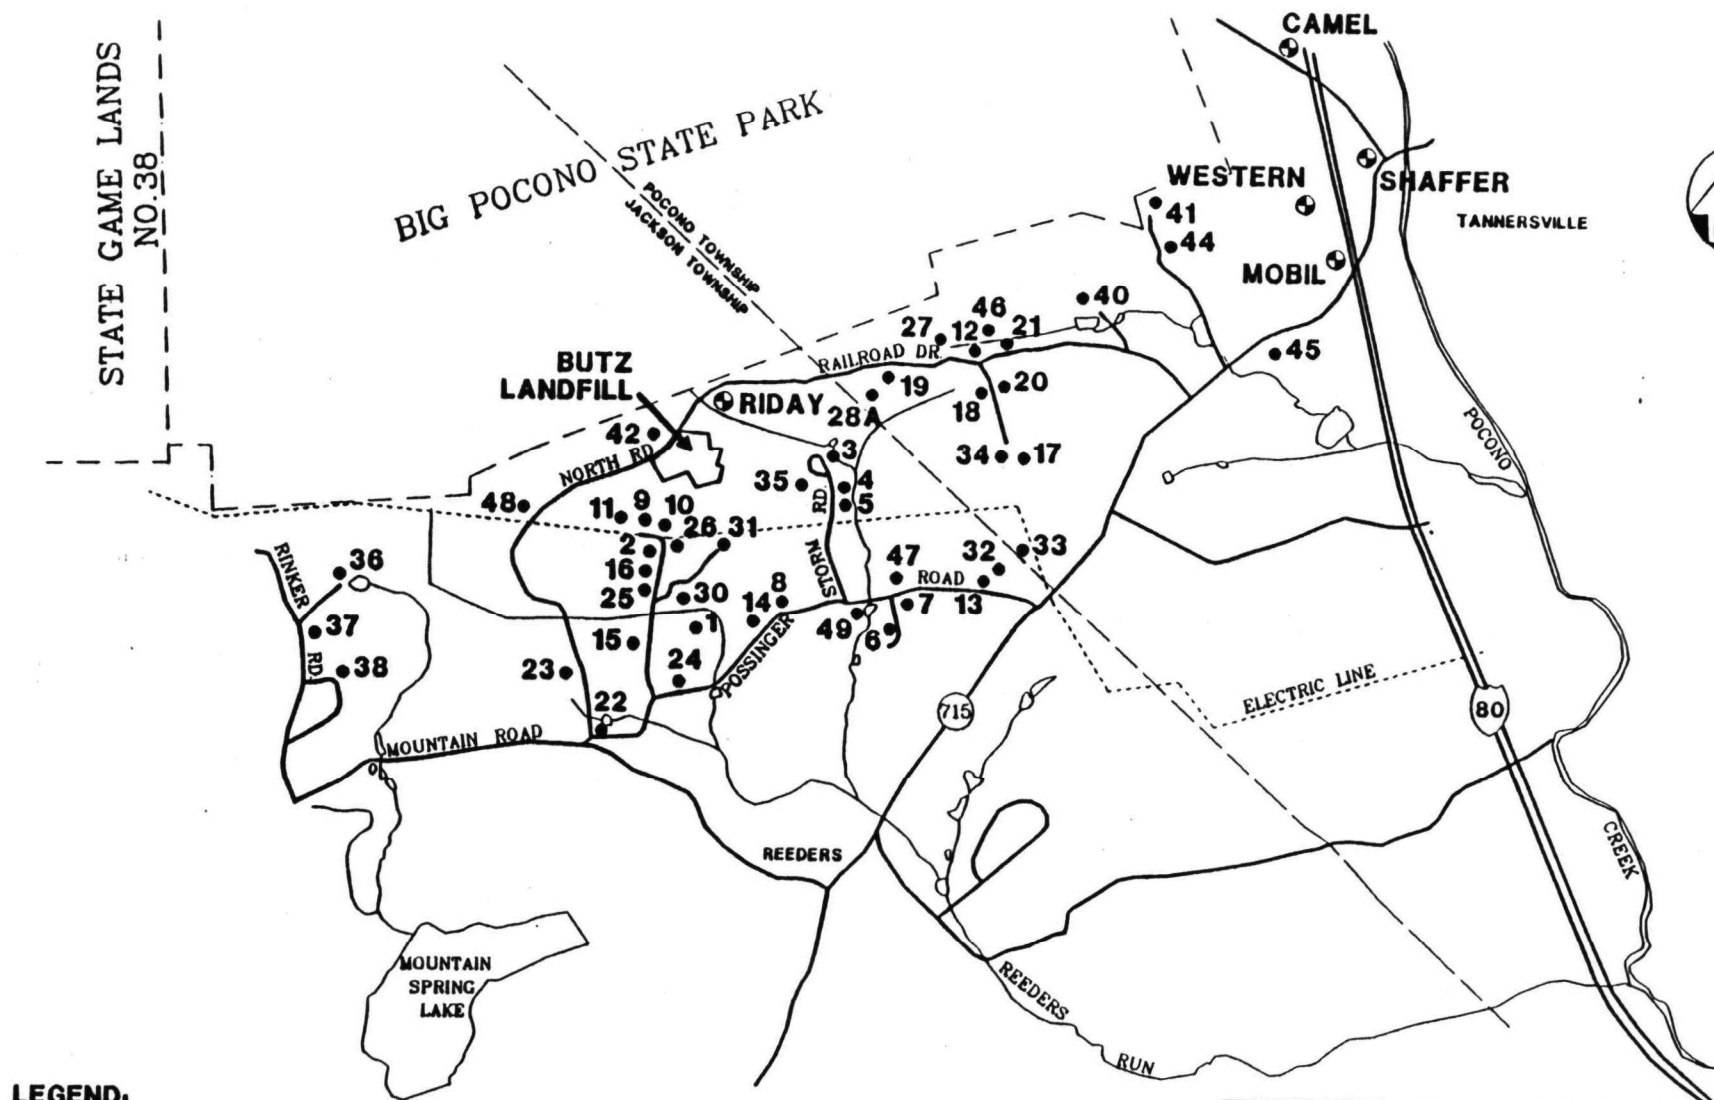 CAMEL
STATE GAME LANDS
NO.38
BIG POCONO STATE PARK
POCONO TOWNSHIP
JACKSON TOWNSHIP
WESTERN
SHAFFER
TANNERSVILLE
41
44
MOBIL
40
46
27
12
21
45
RAILROAD DR.
BUTZ
LANDFILL
RIDAY
19
20
28A
18
42
NORTH RD.
3
34
17
POCONO
35
4
RD.
5
48
11
9
10
26
31
2
STORN
47
32
33
RINKER
36
16
ROAD
25
30
8
14
7
13
37
1
49
6
15
RD.
38
23
24
POSSINGER
22
ELECTRIC LINE
715
80
MOUNTAIN ROAD
REEDERS
CREEK
MOUNTAIN
SPRING
LAKE
REEDERS
RUN
LEGEND: